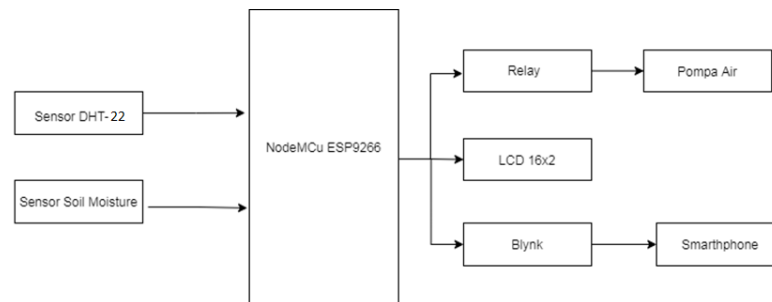 Sensor DHT-22
Sensor Soil Moisture
NodeMCu ESP9266
Relay
Pompa Air
LCD 16x2
Blynk
Smarthphone